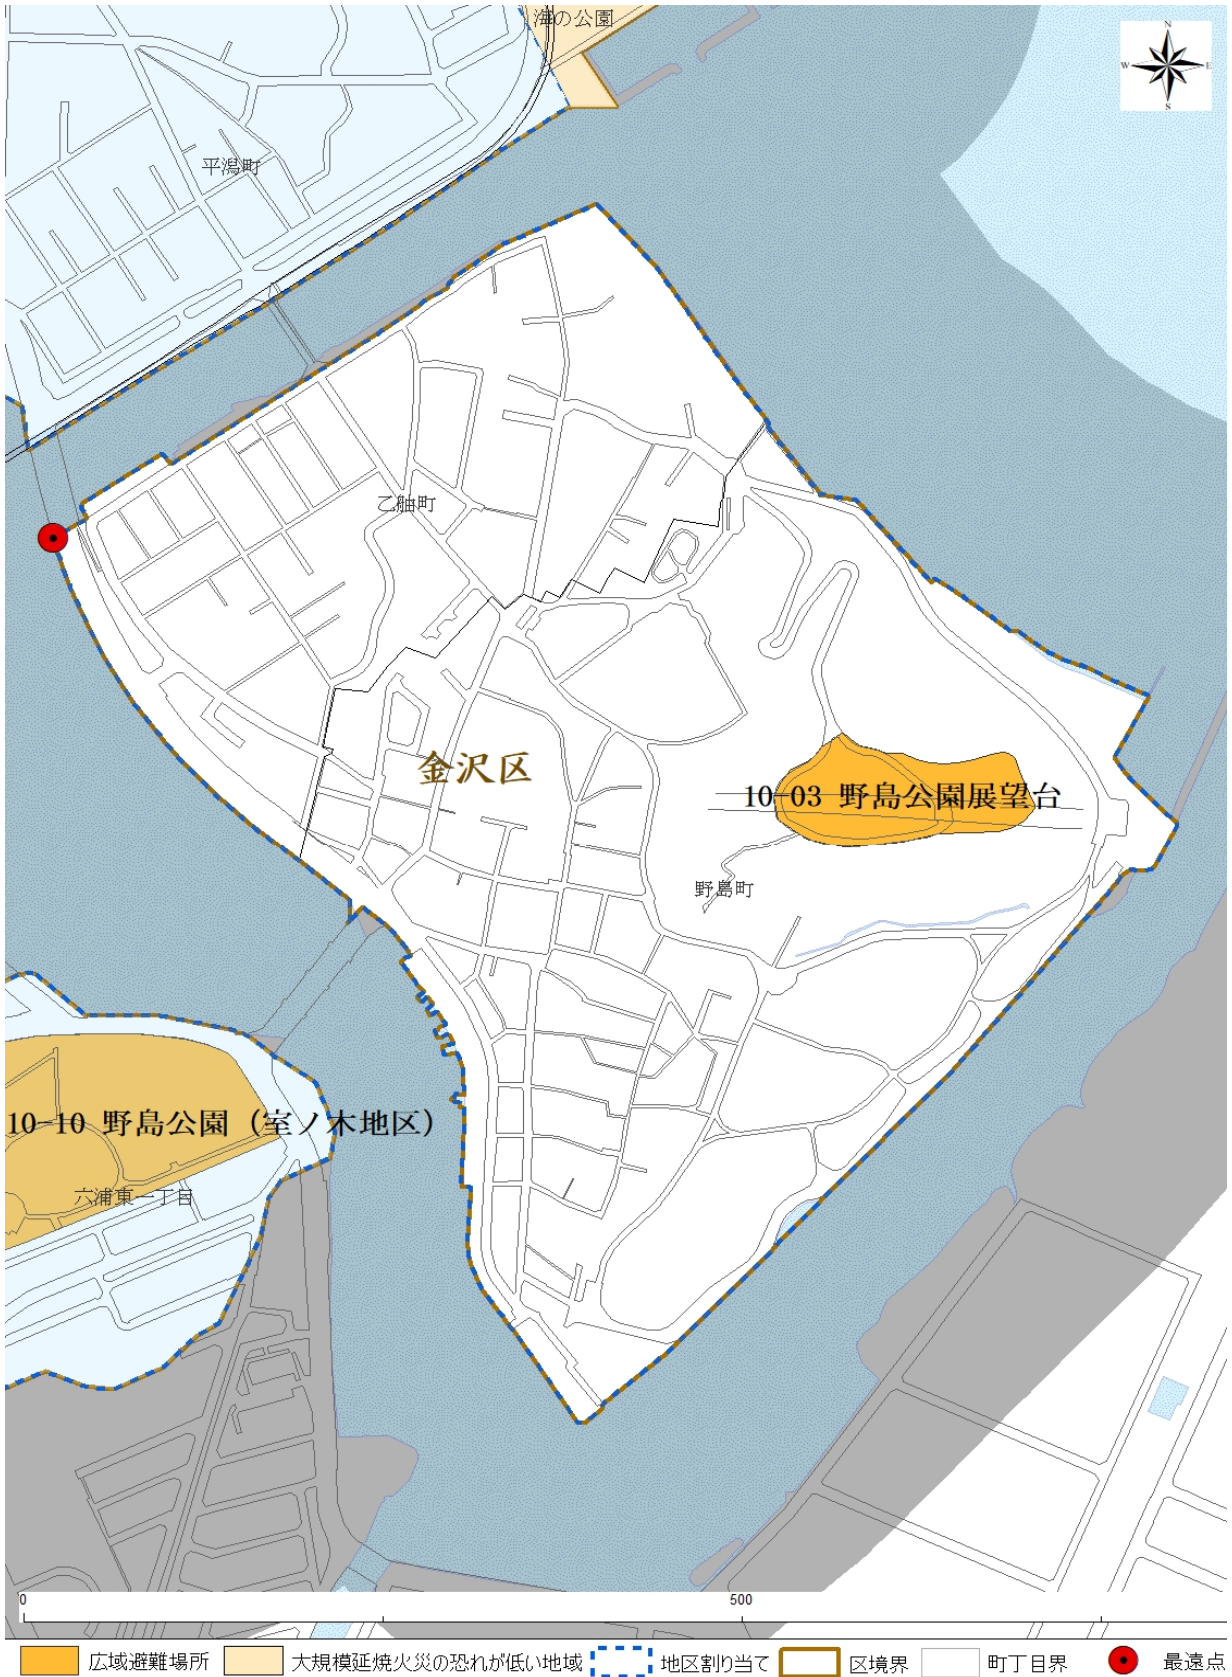 海の公園
N
W E
S
平潟町
乙舳町
金沢区
10-03 野島公園展望台
野島町
10-10 野島公園（室ノ木地区）
六浦東一丁目
0 500
広域避難場所 大規模延焼火災の恐れが低い地域 地区割り当て 区境界 町丁目界 最遠点